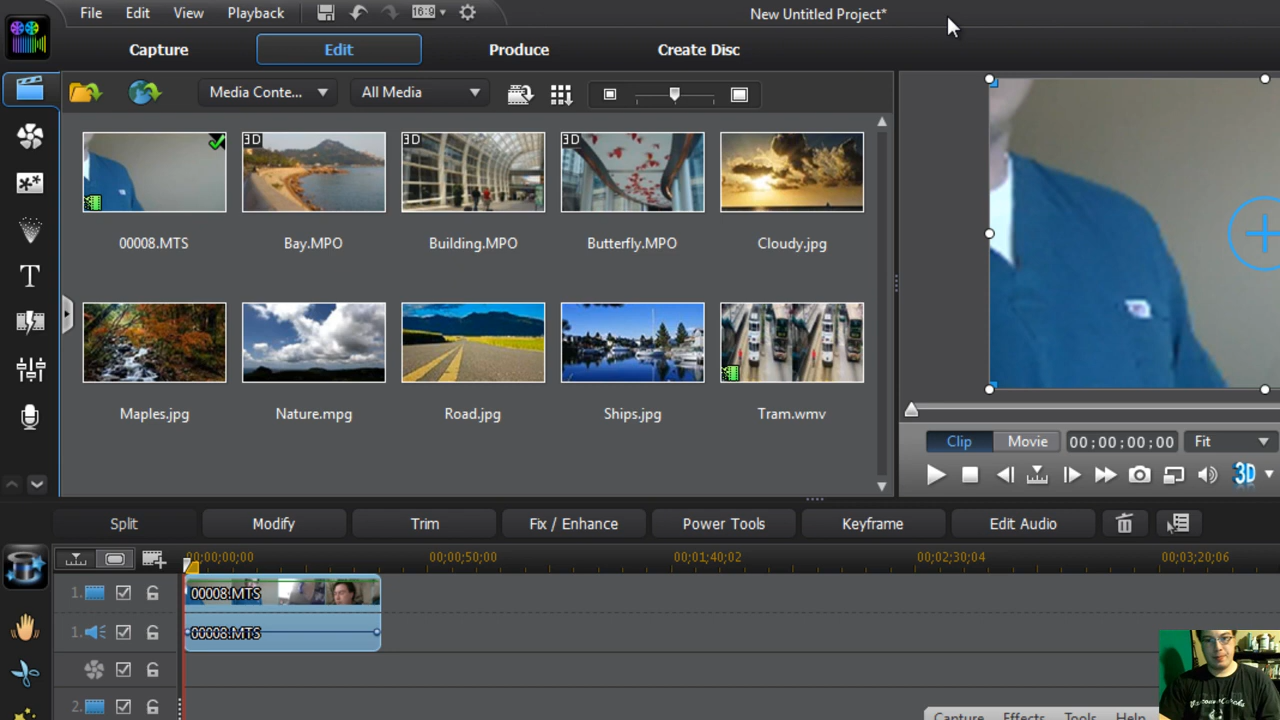 File Edit View Playback 16:9 New Untitled Project*
Capture Edit Produce Create Disc
Media Conte... All Media
3D 3D 3D
00008.MTS Bay.MPO Building.MPO Butterfly.MPO Cloudy.jpg
Maples.jpg Nature.mpg Road.jpg Ships.jpg Tram.wmv
Clip Movie 00;00;00;00 Fit
3D
Split Modify Trim Fix / Enhance Power Tools Keyframe Edit Audio
00;00;00;00 00;00;50;00 00;01;40;02 00;02;30;04 00;03;20;06
1. 00008.MTS
1. 00008.MTS
2.
Capture Effects Tools Help